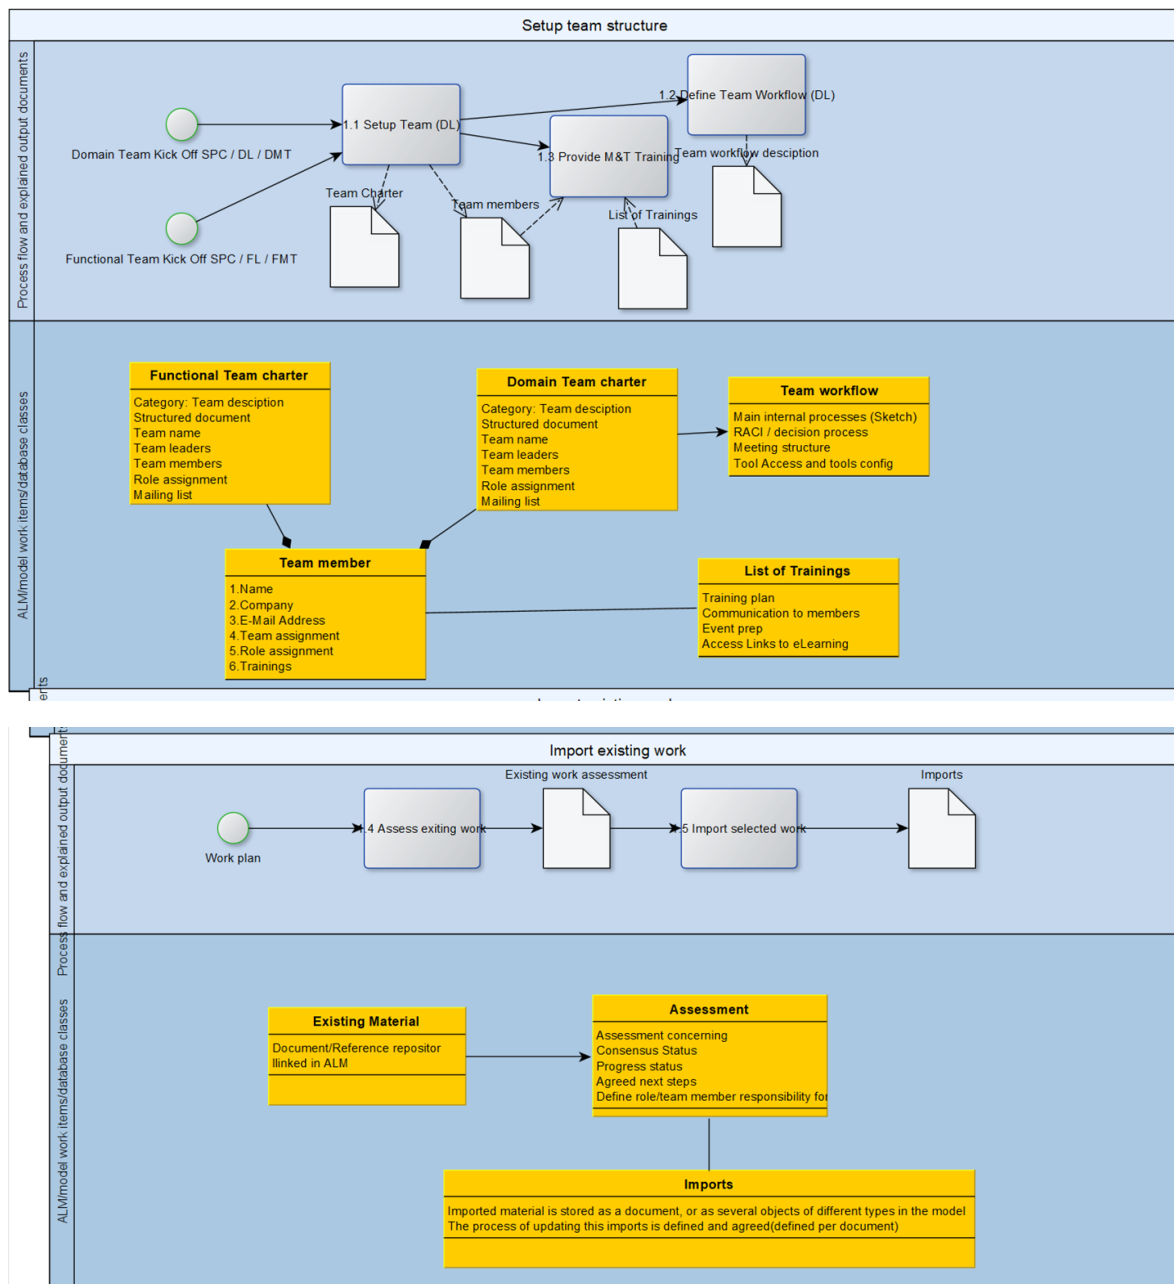 Setup team structure
Process flow and explained output documents
1.2 Define Team Workflow (DL)
1.1 Setup Team (DL)
Domain Team Kick Off SPC / DL / DMT
1.3 Provide M&T Training
Team workflow desciption
Team Charter
Team members
List of Trainings
Functional Team Kick Off SPC / FL / FMT
ALM/model work items/database classes
Functional Team charter
Category: Team desciption
Structured document
Team name
Team leaders
Team members
Role assignment
Mailing list
Domain Team charter
Category: Team desciption
Structured document
Team name
Team leaders
Team members
Role assignment
Mailing list
Team workflow
Main internal processes (Sketch)
RACI / decision process
Meeting structure
Tool Access and tools config
Team member
1.Name
2.Company
3.E-Mail Address
4.Team assignment
5.Role assignment
6.Trainings
List of Trainings
Training plan
Communication to members
Event prep
Access Links to eLearning
Import existing work
Process flow and explained output documents
Existing work assessment
Imports
.4 Assess exiting work
.5 Import selected work
Work plan
ALM/model work items/database classes
Existing Material
Document/Reference repositor
llinked in ALM
Assessment
Assessment concerning
Consensus Status
Progress status
Agreed next steps
Define role/team member responsibility for
Imports
Imported material is stored as a document, or as several objects of different types in the model
The process of updating this imports is defined and agreed(defined per document)